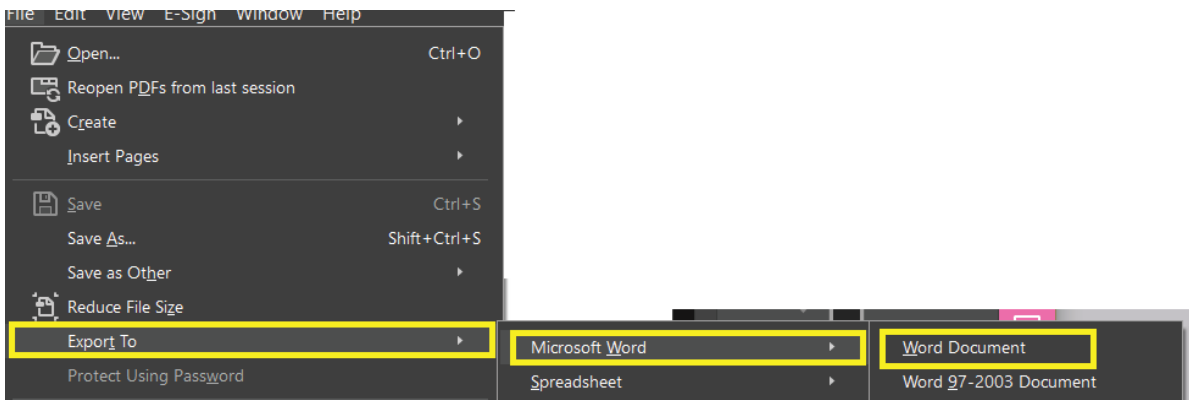 File Edit View E-Sign Window Help
Open... Ctrl+O
Reopen PDFs from last session
Create
Insert Pages
Save Ctrl+S
Save As... Shift+Ctrl+S
Save as Other
Reduce File Size
Export To
Microsoft Word
Word Document
Protect Using Password
Spreadsheet
Word 97-2003 Document